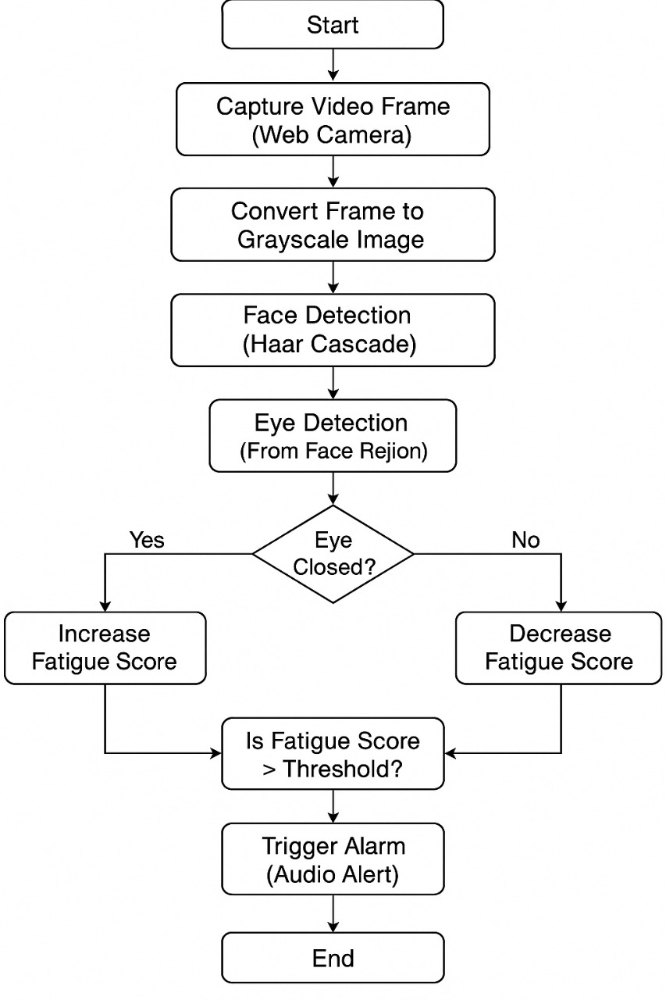 Start
Capture Video Frame
(Web Camera)
Convert Frame to
Grayscale Image
Face Detection
(Haar Cascade)
Eye Detection
(From Face Rejion)
Eye
Closed?
Yes
No
Increase
Fatigue Score
Decrease
Fatigue Score
Is Fatigue Score
> Threshold?
Trigger Alarm
(Audio Alert)
End